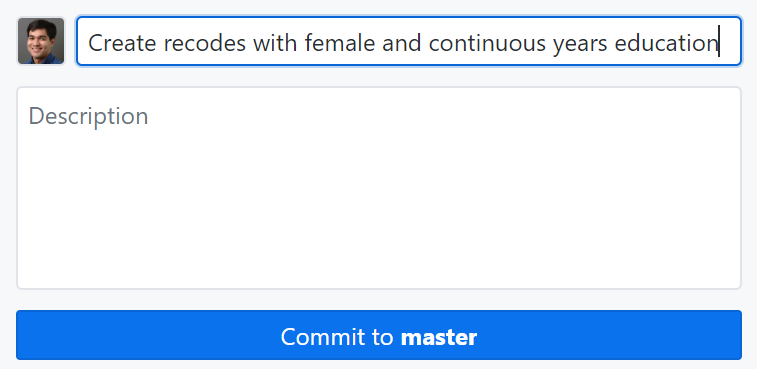 Create recodes with female and continuous years education
Description
Commit to master